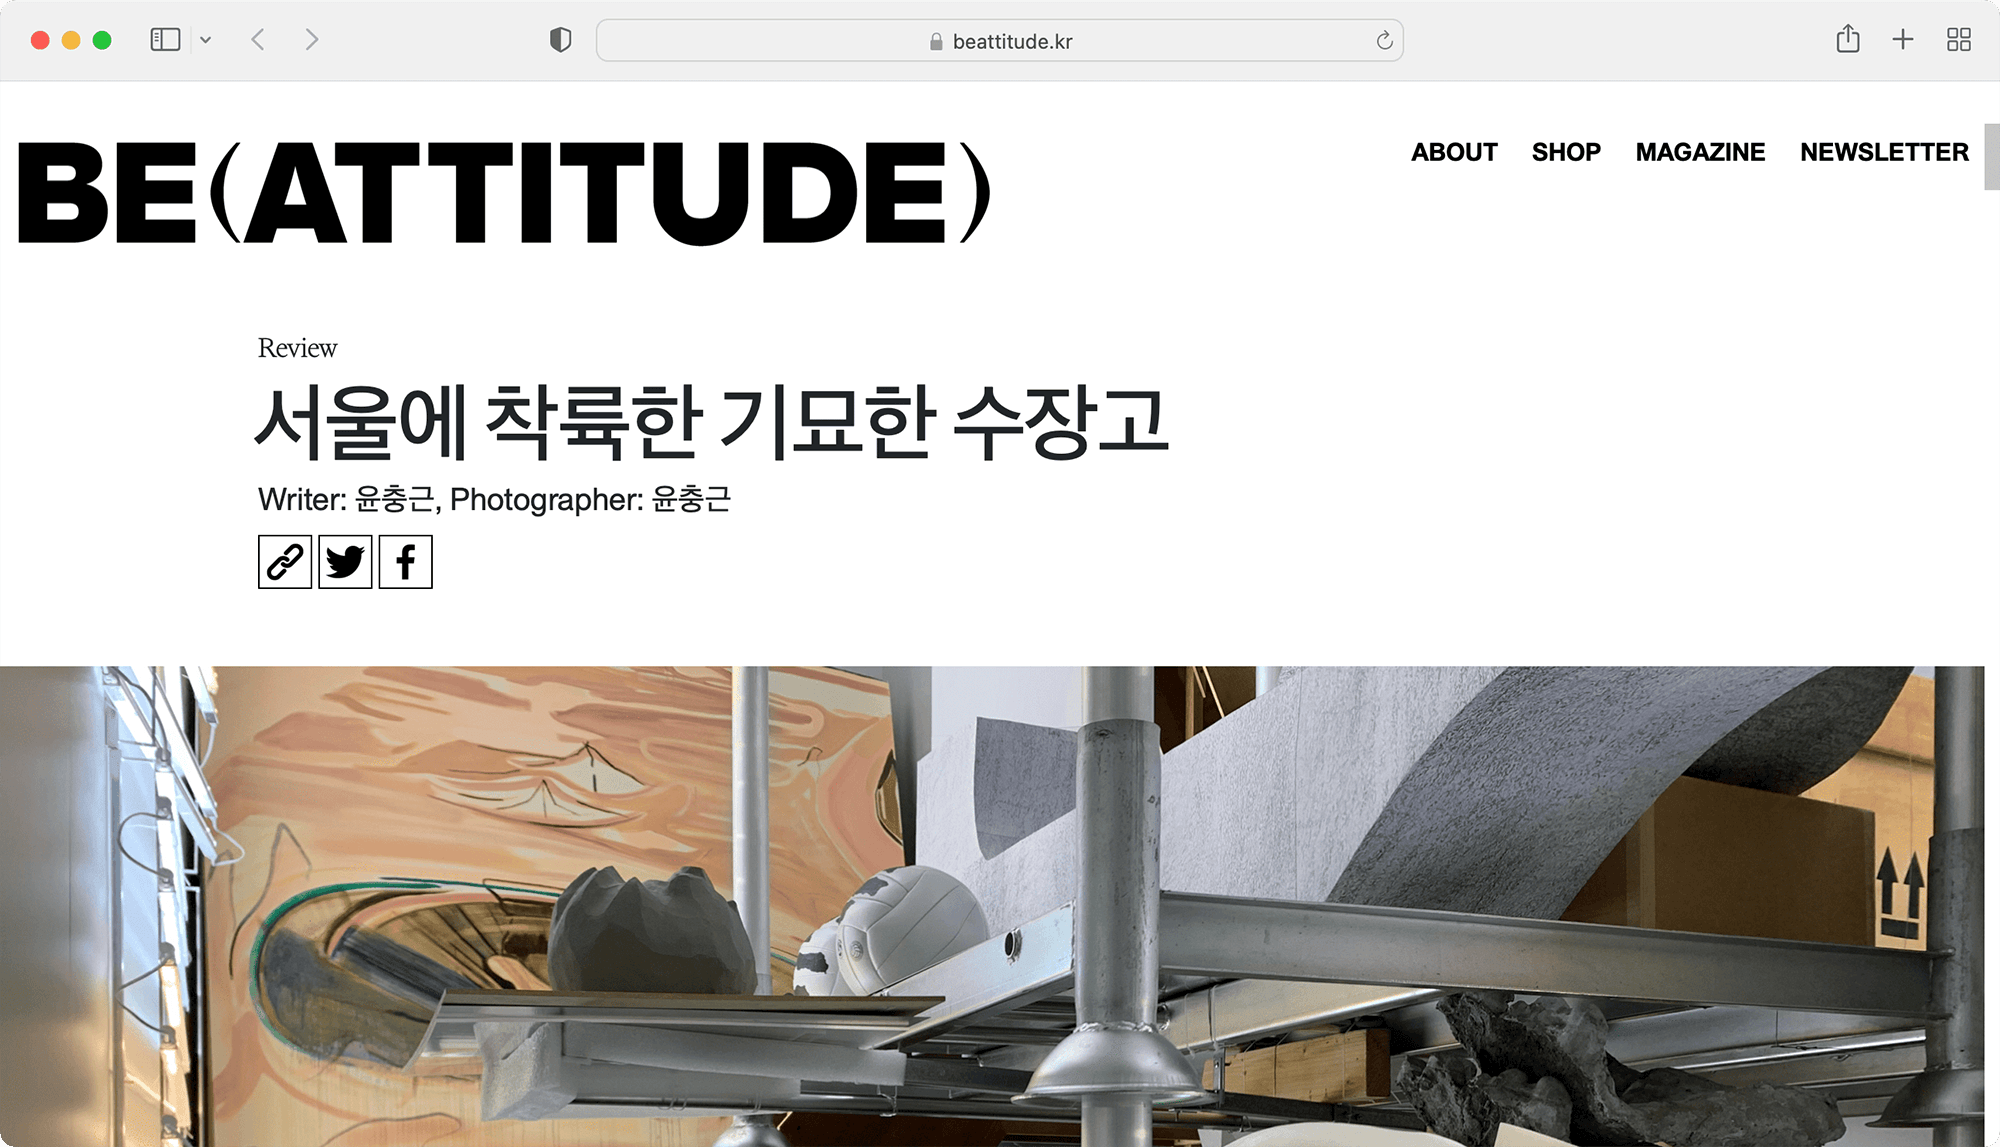 beattitude.kr
BE(ATTITUDE)
ABOUT SHOP MAGAZINE NEWSLETTER
Review
서울에 착륙한 기묘한 수장고
Writer: 윤충근, Photographer: 윤충근